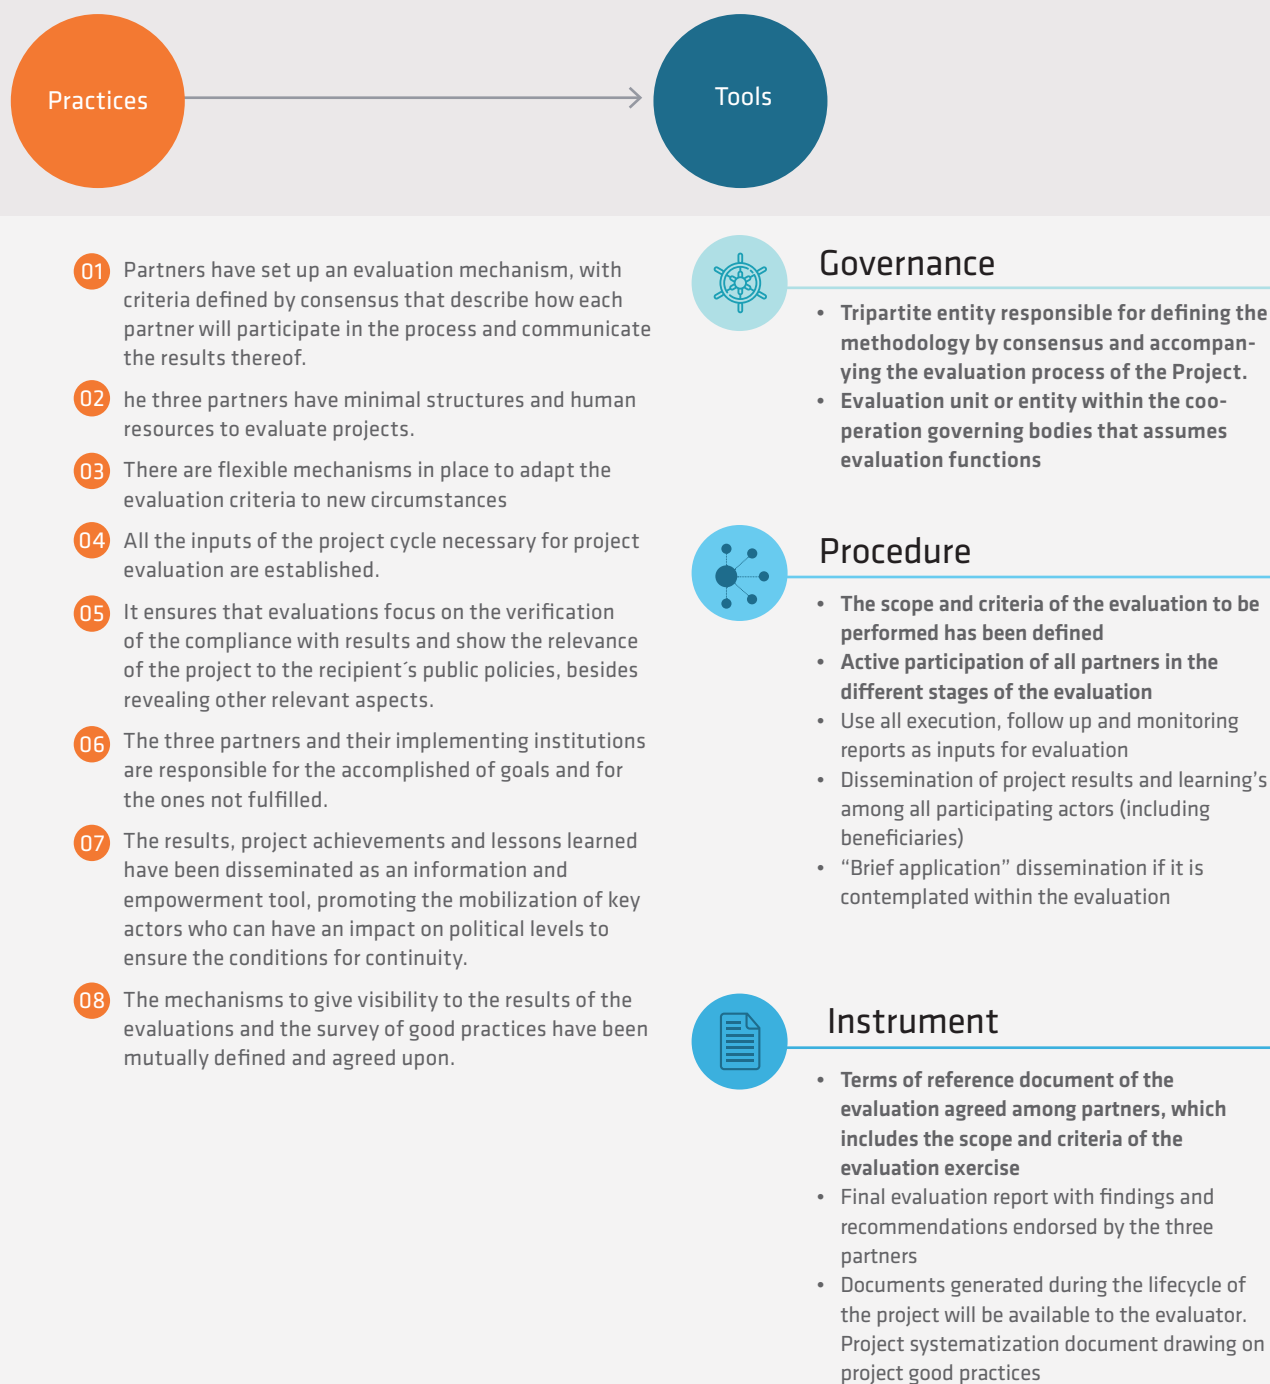 Practices
Tools
01 Partners have set up an evaluation mechanism, with
criteria defined by consensus that describe how each
partner will participate in the process and communicate
the results thereof.
02 he three partners have minimal structures and human
resources to evaluate projects.
03 There are flexible mechanisms in place to adapt the
evaluation criteria to new circumstances
04 All the inputs of the project cycle necessary for project
evaluation are established.
05 It ensures that evaluations focus on the verification
of the compliance with results and show the relevance
of the project to the recipient´s public policies, besides
revealing other relevant aspects.
06 The three partners and their implementing institutions
are responsible for the accomplished of goals and for
the ones not fulfilled.
07 The results, project achievements and lessons learned
have been disseminated as an information and
empowerment tool, promoting the mobilization of key
actors who can have an impact on political levels to
ensure the conditions for continuity.
08 The mechanisms to give visibility to the results of the
evaluations and the survey of good practices have been
mutually defined and agreed upon.
Governance
• Tripartite entity responsible for defining the
methodology by consensus and accompan-
ying the evaluation process of the Project.
• Evaluation unit or entity within the coo-
peration governing bodies that assumes
evaluation functions
Procedure
• The scope and criteria of the evaluation to be
performed has been defined
• Active participation of all partners in the
different stages of the evaluation
• Use all execution, follow up and monitoring
reports as inputs for evaluation
• Dissemination of project results and learning’s
among all participating actors (including
beneficiaries)
• “Brief application” dissemination if it is
contemplated within the evaluation
Instrument
• Terms of reference document of the
evaluation agreed among partners, which
includes the scope and criteria of the
evaluation exercise
• Final evaluation report with findings and
recommendations endorsed by the three
partners
• Documents generated during the lifecycle of
the project will be available to the evaluator.
Project systematization document drawing on
project good practices